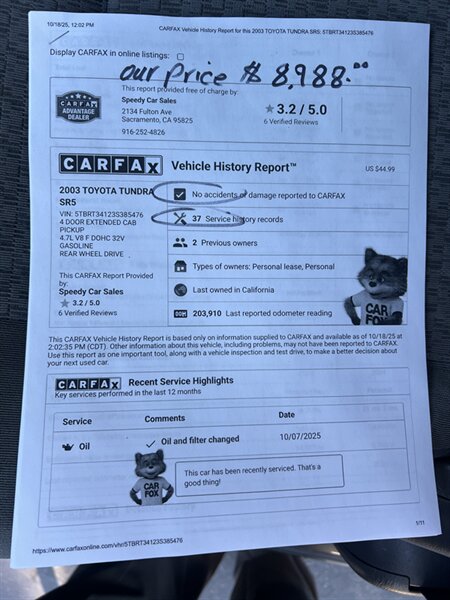 10/18/25, 12:02 PM CARFAX Vehicle History Report for this 2003 TOYOTA TUNDRA SR5: 5TBRT34123S385476
Display CARFAX in online listings:
our price $ 8,988.00
This report provided free of charge by:
Speedy Car Sales
2134 Fulton Ave
Sacramento, CA 95825
916-252-4826
CARFAX
ADVANTAGE
DEALER
3.2 / 5.0
6 Verified Reviews
CARFAX Vehicle History Report™ US $44.99
2003 TOYOTA TUNDRA
SR5
VIN: 5TBRT34123S385476
4 DOOR EXTENDED CAB
PICKUP
4.7L V8 F DOHC 32V
GASOLINE
REAR WHEEL DRIVE
This CARFAX Report Provided
by:
Speedy Car Sales
3.2 / 5.0
6 Verified Reviews
No accidents or damage reported to CARFAX
37 Service history records
2 Previous owners
Types of owners: Personal lease, Personal
Last owned in California
203,910 Last reported odometer reading
CAR
FOX
This CARFAX Vehicle History Report is based only on information supplied to CARFAX and available as of 10/18/25 at
2:02:35 PM (CDT). Other information about this vehicle, including problems, may not have been reported to CARFAX.
Use this report as one important tool, along with a vehicle inspection and test drive, to make a better decision about
your next used car.
CARFAX Recent Service Highlights
Key services performed in the last 12 months
Service Comments Date
Oil Oil and filter changed 10/07/2025
CAR
FOX
This car has been recently serviced. That's a
good thing!
https://www.carfaxonline.com/vhr/5TBRT34123S385476 1/11